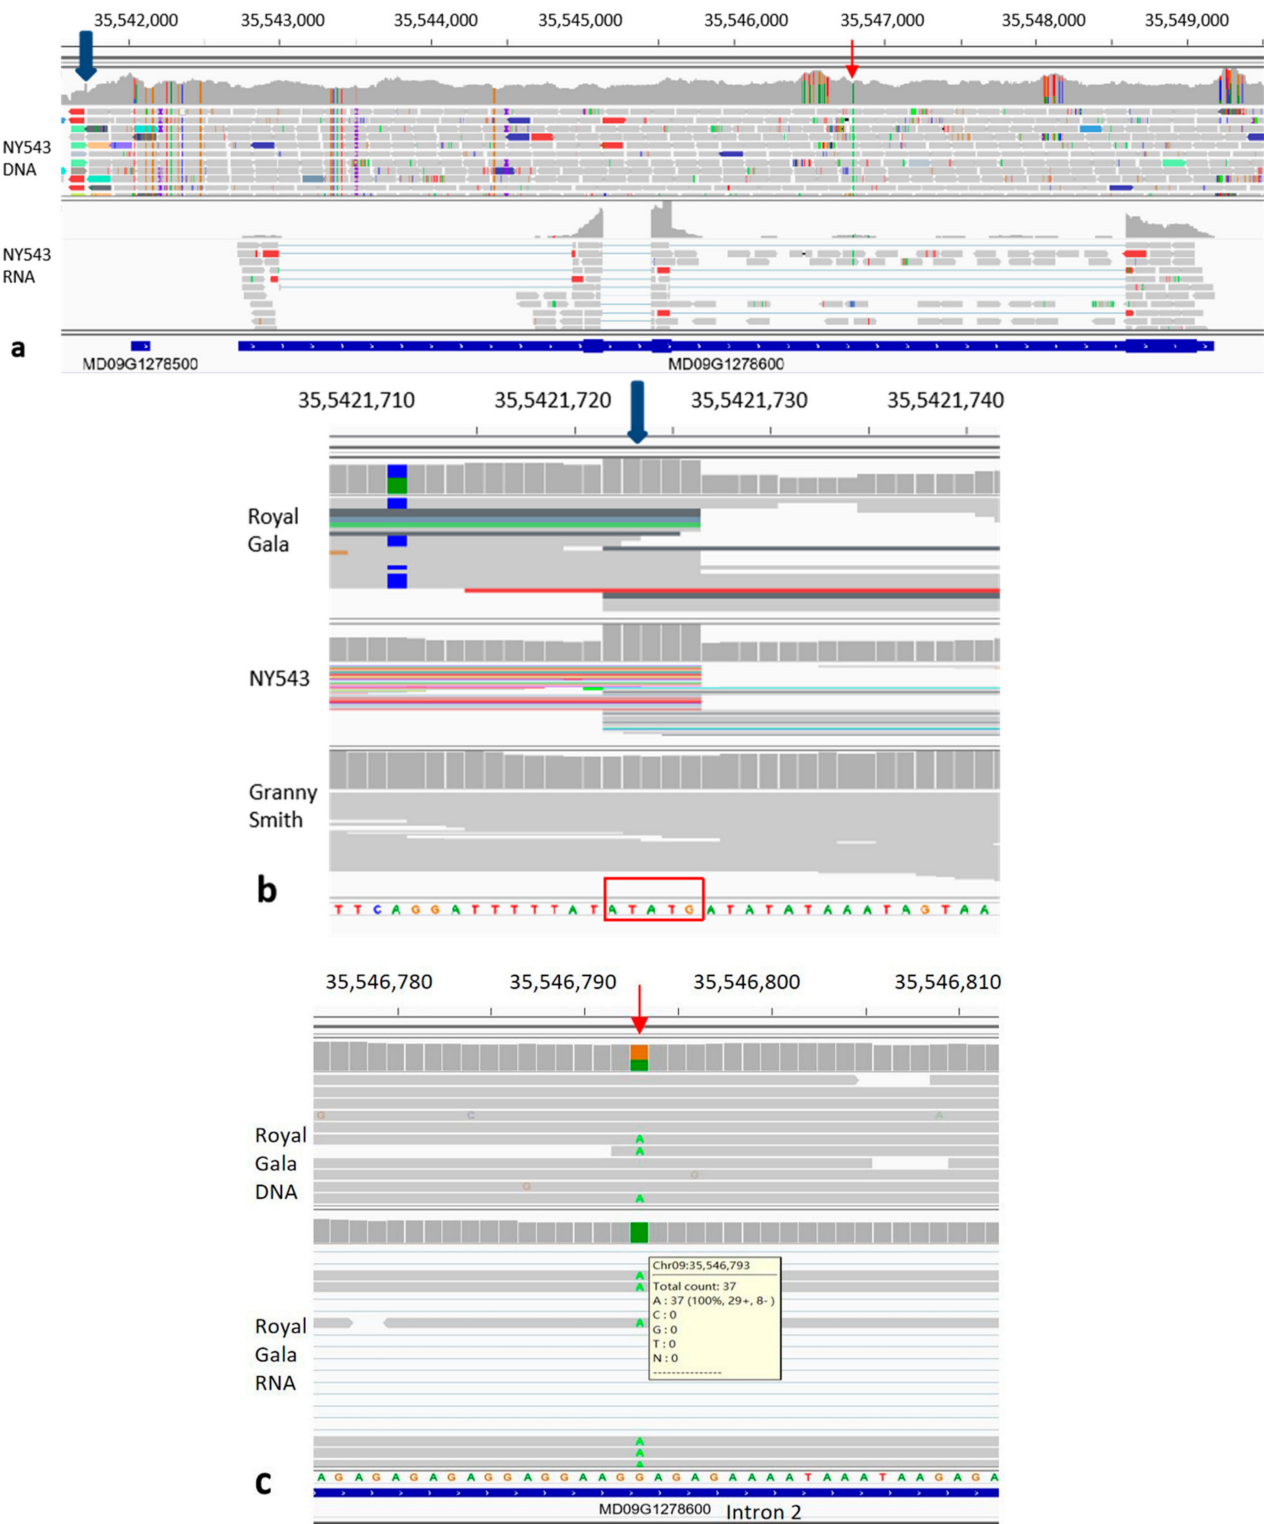 35,542,000 35,543,000 35,544,000 35,545,000 35,546,000 35,547,000 35,548,000 35,549,000
NY543
DNA
NY543
RNA
a
MD09G1278500 MD09G1278600
35,5421,710 35,5421,720 35,5421,730 35,5421,740
Royal
Gala
NY543
Granny
Smith
b
T T C A G G A T T T T T A T A T A T G A T A T A T A A A T A G T A A
35,546,780 35,546,790 35,546,800 35,546,810
G C A
Royal
Gala
DNA
A
A
G
G
A
Chr09:35,546,793
Total count: 37
A : 37 (100%, 29+, 8- )
C : 0
G : 0
T : 0
N : 0
---------------
A
A
A
Royal
Gala
RNA
A
A
A
c
A G A G A G A G A G G A G G A A G G A G A G A A A A T A A A T A A G A G A
MD09G1278600 Intron 2